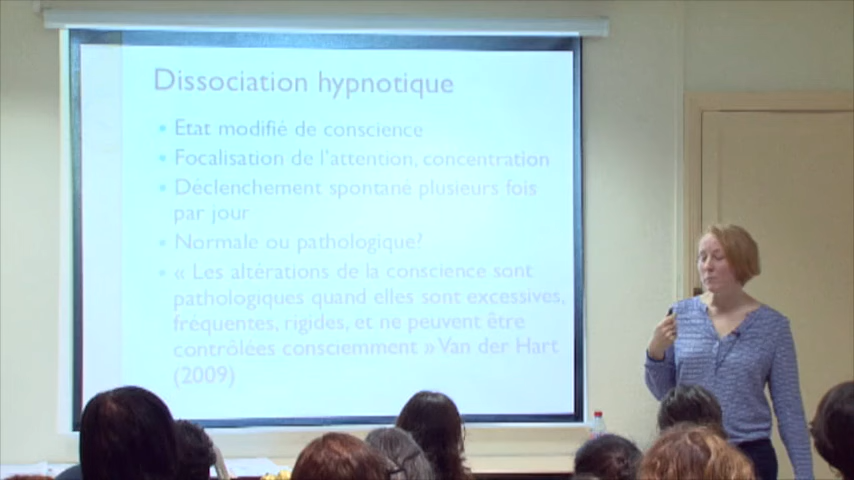 Dissociation hypnotique
Etat modifié de conscience
Focalisation de l'attention, concentration
Déclenchement spontané plusieurs fois
par jour
Normale ou pathologique?
« Les altérations de la conscience sont
pathologiques quand elles sont excessives,
fréquentes, rigides, et ne peuvent être
contrôlées consciemment » Van der Hart
(2009)